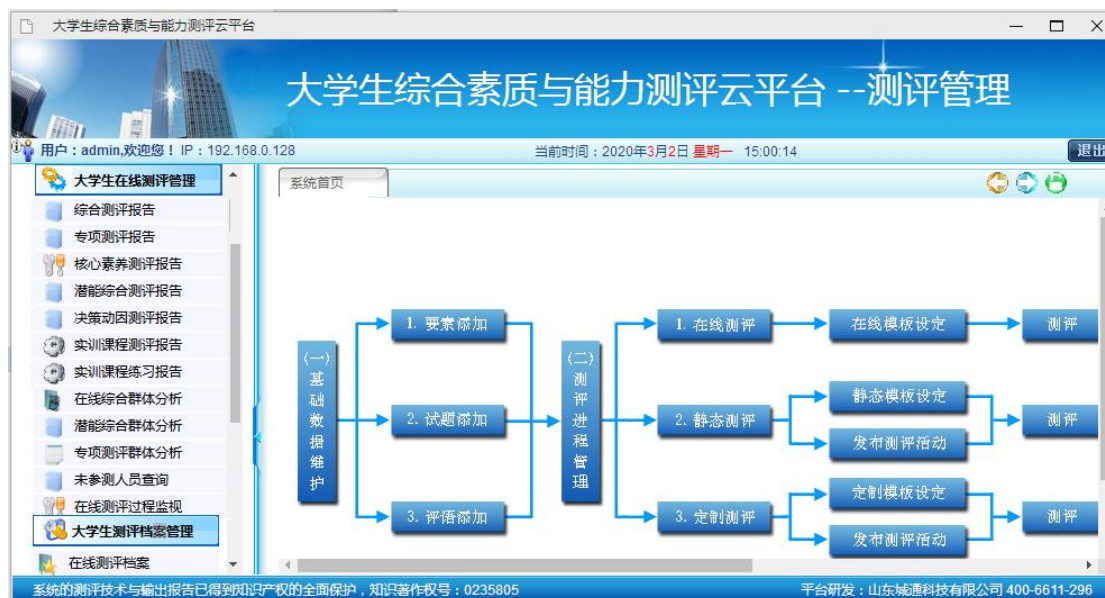 大学生综合素质与能力测评云平台
大学生综合素质与能力测评云平台 --测评管理
用户：admin,欢迎您！ IP：192.168.0.128
当前时间：2020年3月2日 星期一 15:00:14
退出
大学生在线测评管理
综合测评报告
专项测评报告
核心素养测评报告
潜能综合测评报告
决策动因测评报告
实训课程测评报告
实训课程练习报告
在线综合群体分析
潜能综合群体分析
专项测评群体分析
未参测人员查询
在线测评过程监视
大学生测评档案管理
在线测评档案
系统首页
(一)基础数据维护
1. 要素添加
2. 试题添加
3. 评语添加
(二)测评进程管理
1. 在线测评
在线模板设定
测评
2. 静态测评
静态模板设定
发布测评活动
测评
3. 定制测评
定制模板设定
发布测评活动
测评
系统的测评技术与输出报告已得到知识产权的全面保护，知识著作权号：0235805
平台研发：山东城通科技有限公司 400-6611-296